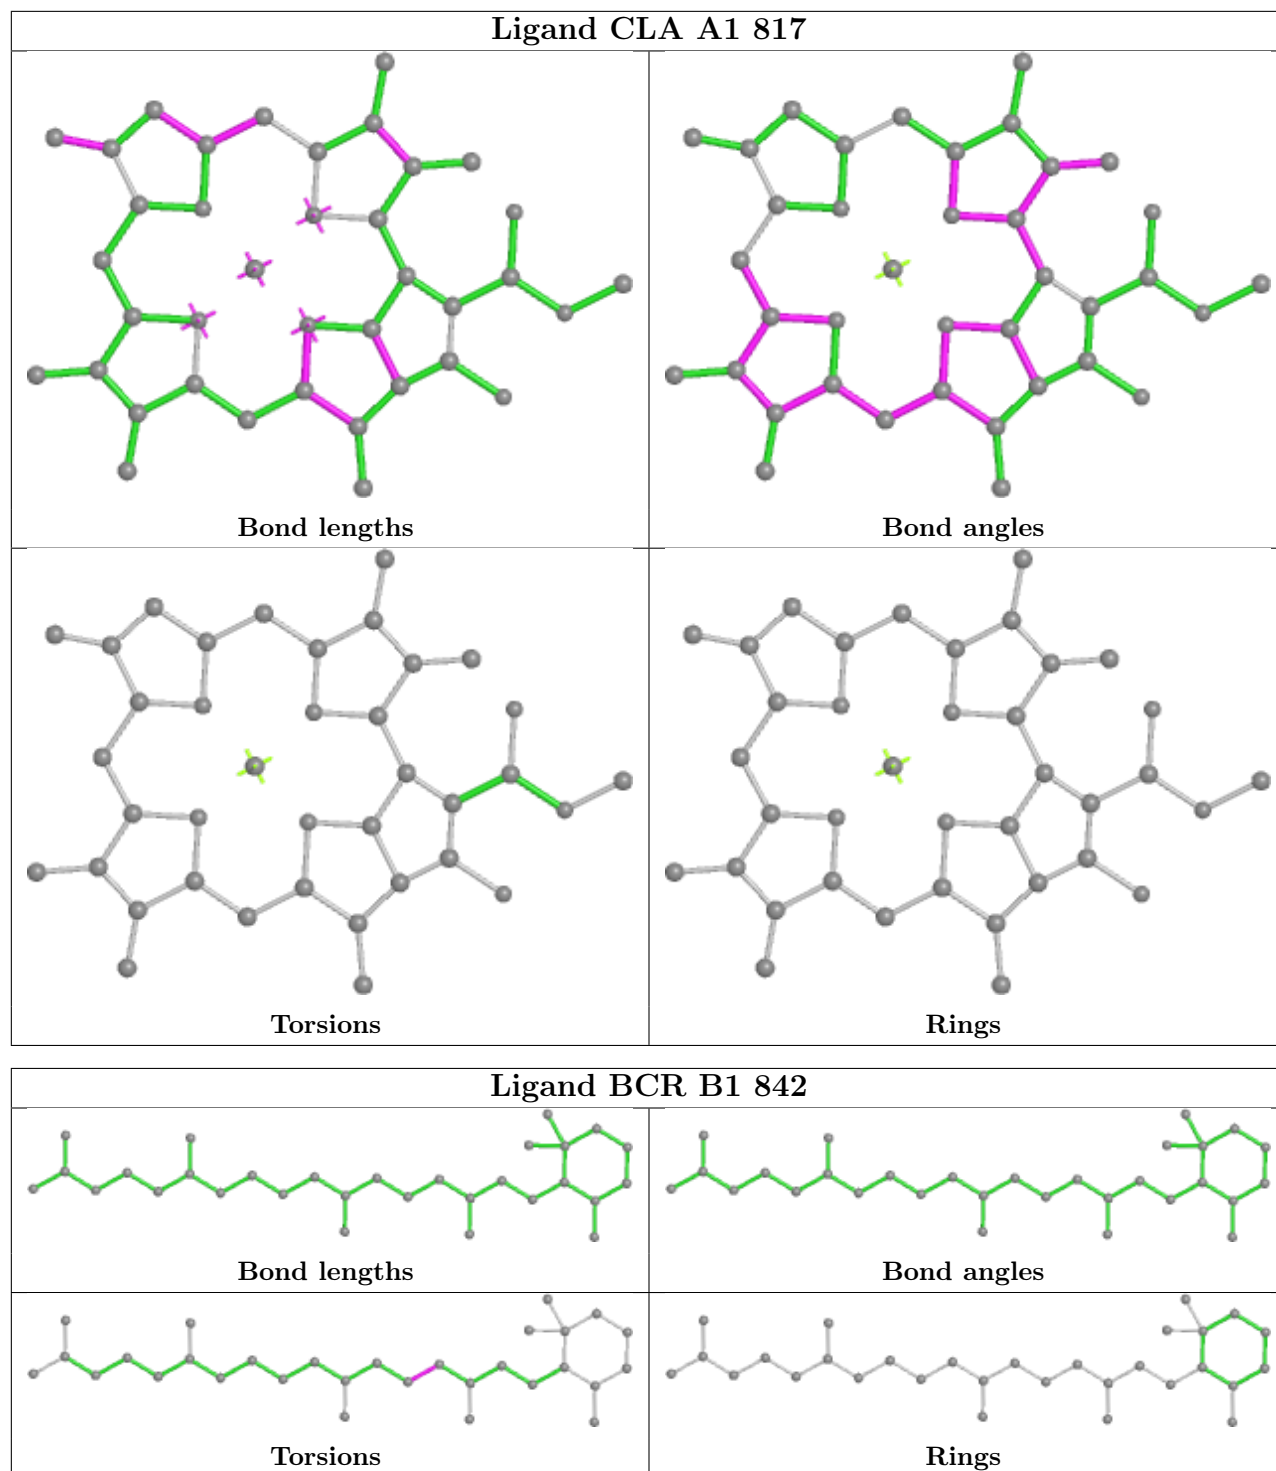 Ligand CLA A1 817
Bond lengths
Bond angles
Torsions
Rings
Ligand BCR B1 842
Bond lengths
Bond angles
Torsions
Rings